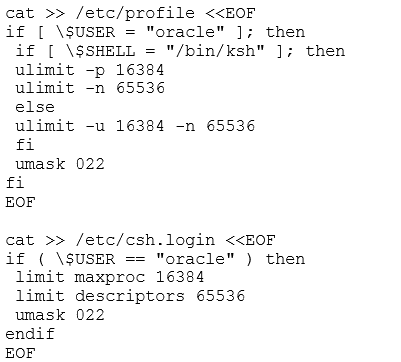 cat >> /etc/profile <<EOF
if [ \$USER = "oracle" ]; then
 if [ \$SHELL = "/bin/ksh" ]; then
 ulimit -p 16384
 ulimit -n 65536
 else
 ulimit -u 16384 -n 65536
 fi
 umask 022
fi
EOF

cat >> /etc/csh.login <<EOF
if ( \$USER == "oracle" ) then
 limit maxproc 16384
 limit descriptors 65536
 umask 022
endif
EOF